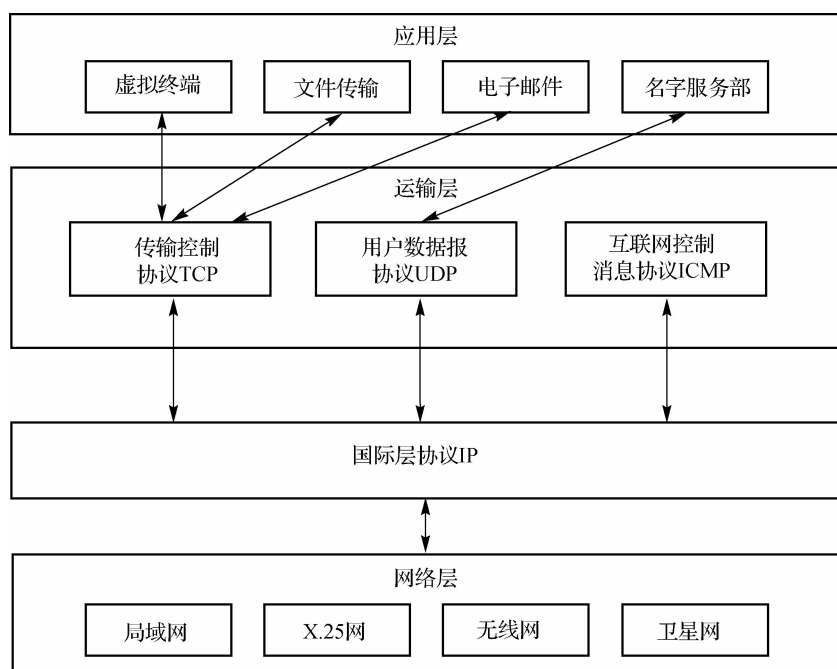 应用层
虚拟终端
文件传输
电子邮件
名字服务部
运输层
传输控制
协议TCP
用户数据报
协议UDP
互联网控制
消息协议ICMP
国际层协议IP
网络层
局域网
X.25网
无线网
卫星网